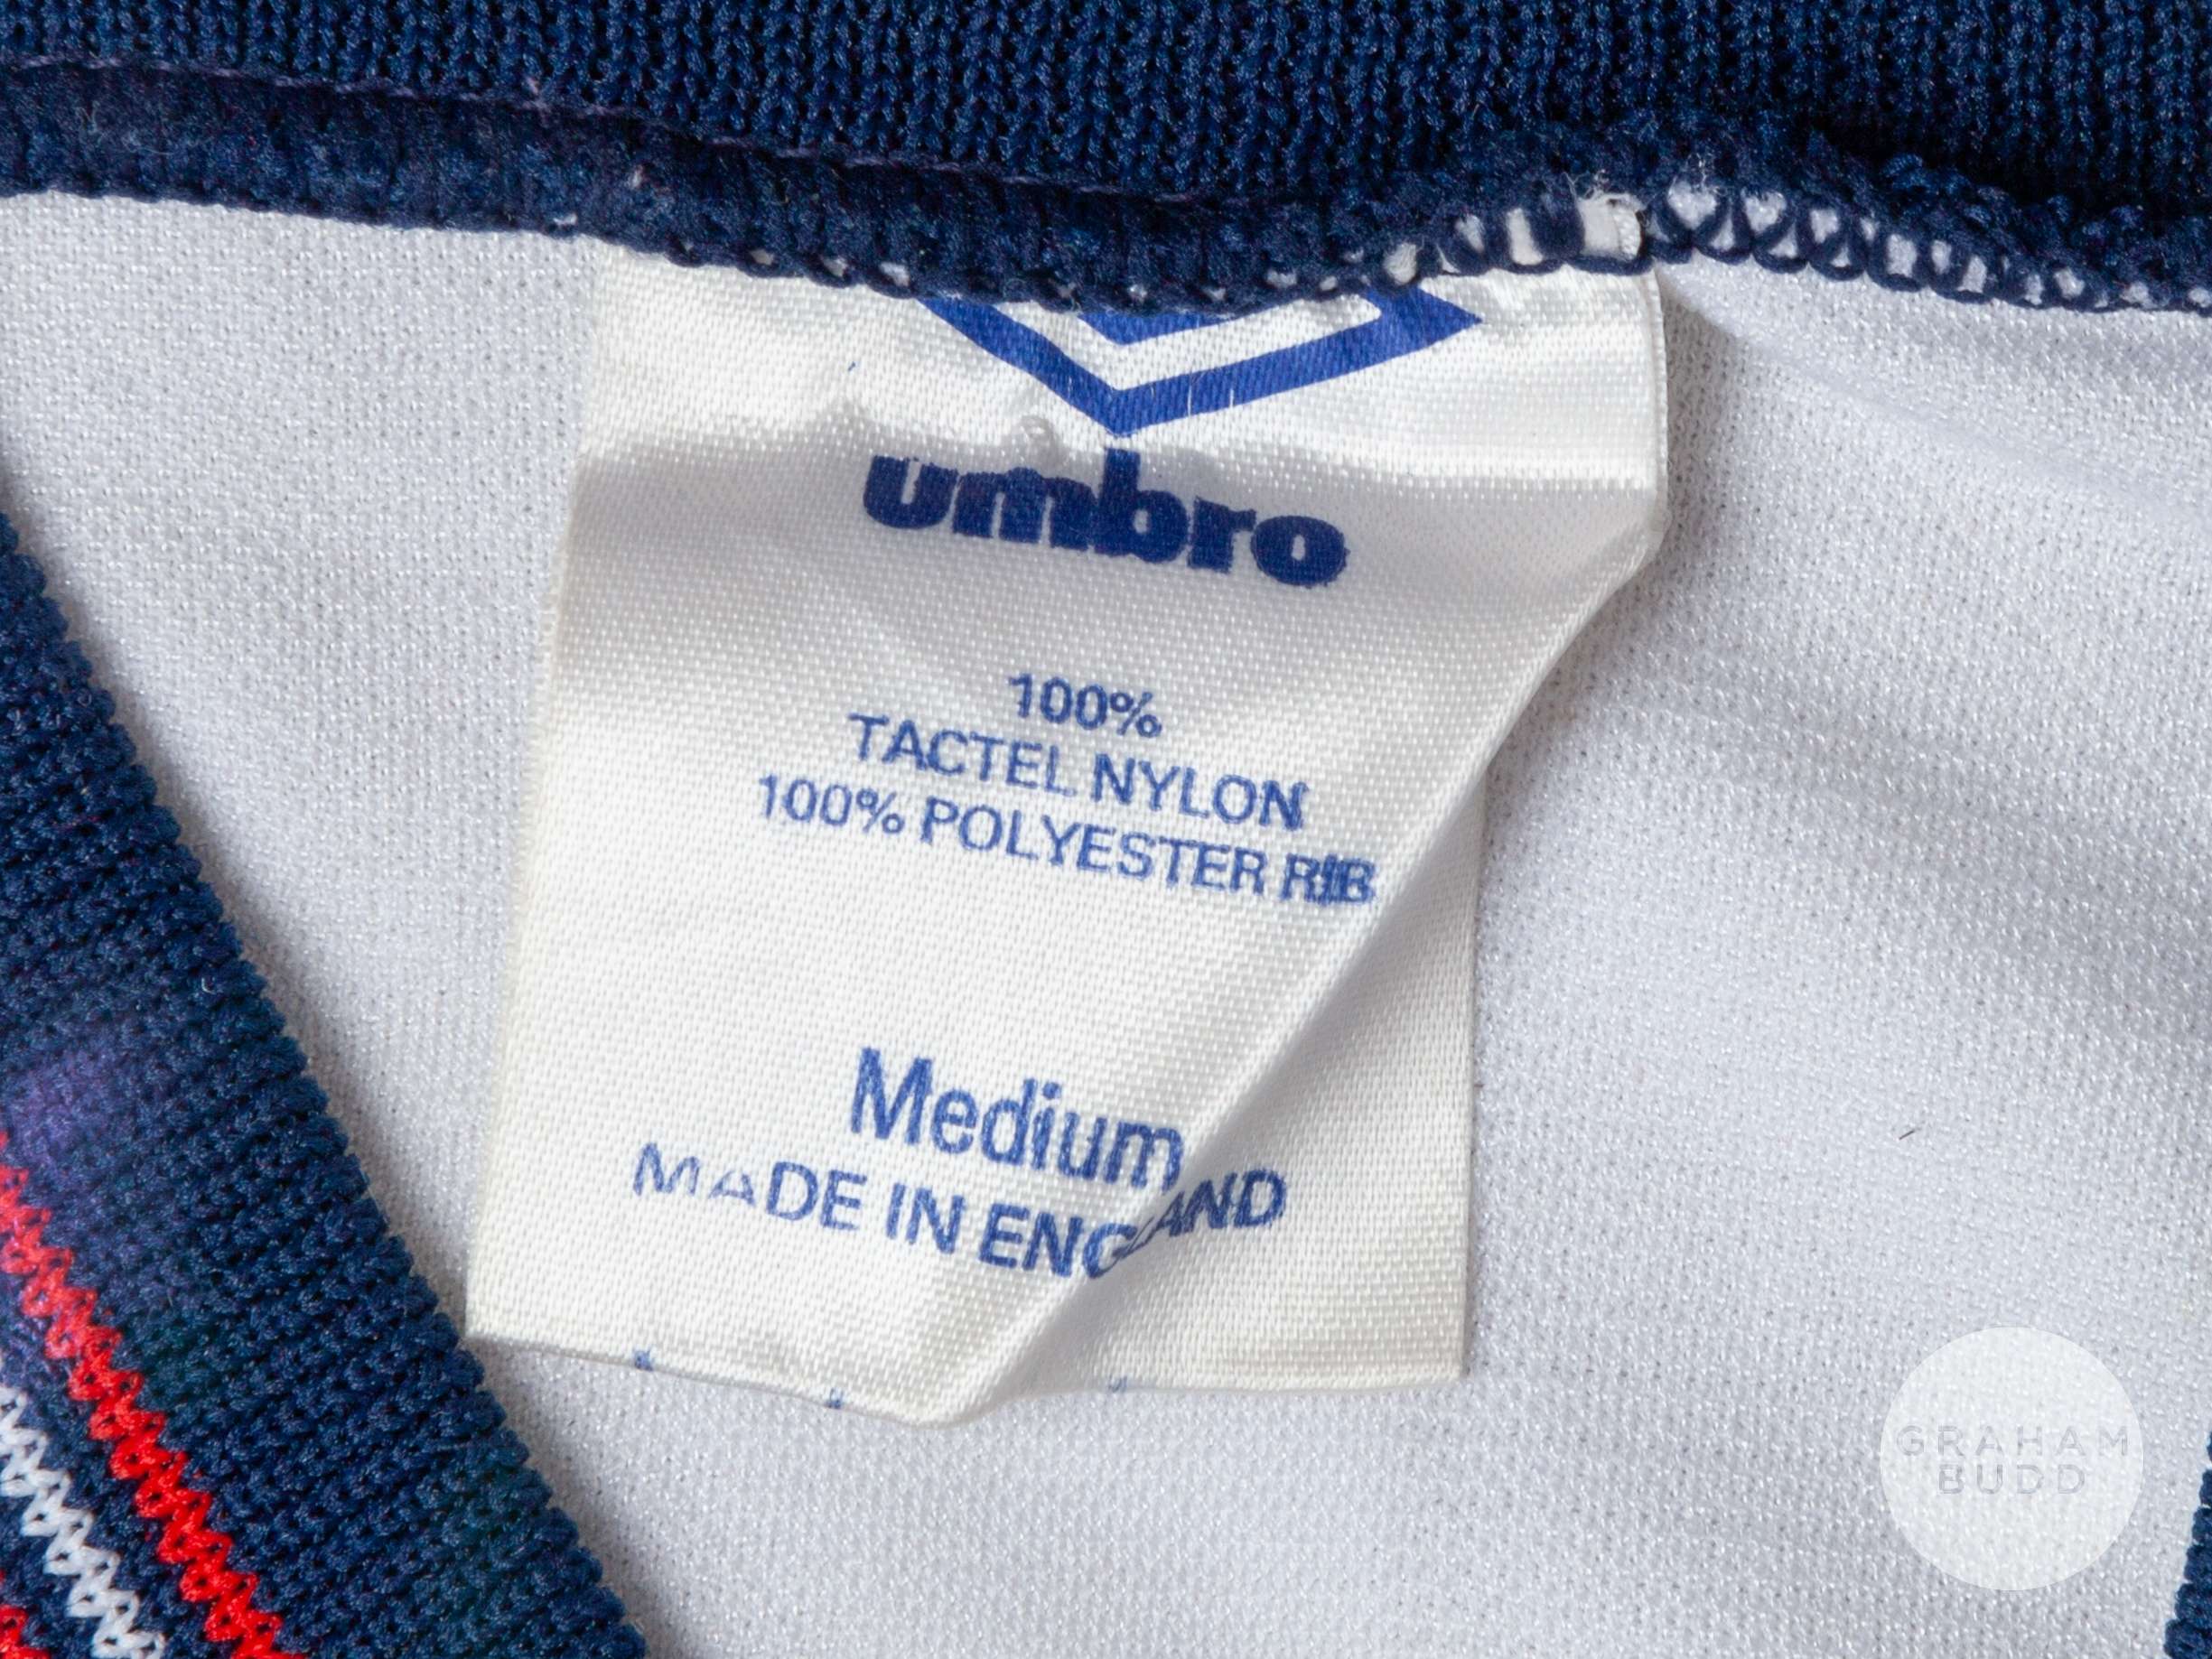 umbro
100%
TACTEL NYLON
100% POLYESTER RIB
Medium
MADE IN ENGLAND
GRAHAM
BUDD